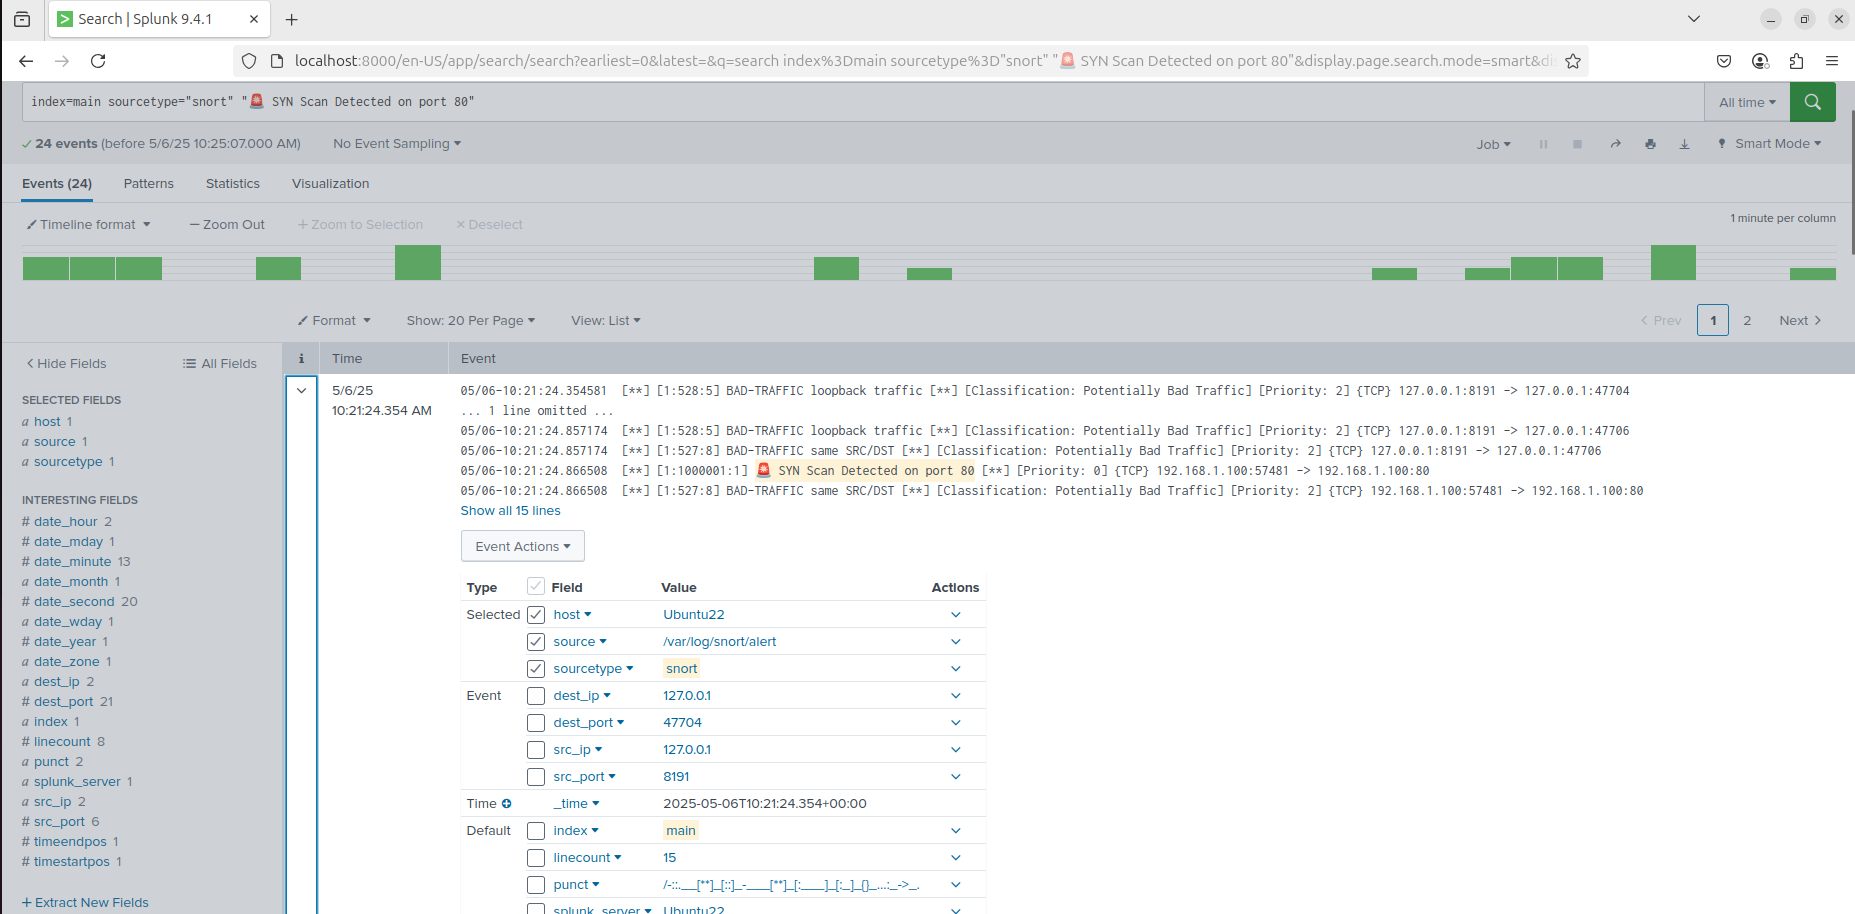 Search | Splunk 9.4.1
localhost:8000/en-US/app/search/search?earliest=0&latest=&q=search index%3Dmain sourcetype%3D"snort" "🚨 SYN Scan Detected on port 80"&display.page.search.mode=smart&di
index=main sourcetype="snort" "🚨 SYN Scan Detected on port 80"
All time
24 events (before 5/6/25 10:25:07.000 AM)
No Event Sampling
Job
Smart Mode
Events (24)
Patterns
Statistics
Visualization
Timeline format
— Zoom Out
+ Zoom to Selection
× Deselect
1 minute per column
Format
Show: 20 Per Page
View: List
< Prev
1
2
Next >
< Hide Fields
All Fields
i
Time
Event
SELECTED FIELDS
a host 1
a source 1
a sourcetype 1
INTERESTING FIELDS
# date_hour 2
# date_mday 1
# date_minute 13
a date_month 1
# date_second 20
a date_wday 1
# date_year 1
a date_zone 1
a dest_ip 2
# dest_port 21
a index 1
# linecount 8
a punct 2
a splunk_server 1
a src_ip 2
# src_port 6
# timeendpos 1
# timestartpos 1
+ Extract New Fields
5/6/25
10:21:24.354 AM
05/06-10:21:24.354581 [**] [1:528:5] BAD-TRAFFIC loopback traffic [**] [Classification: Potentially Bad Traffic] [Priority: 2] {TCP} 127.0.0.1:8191 -> 127.0.0.1:47704
... 1 line omitted ...
05/06-10:21:24.857174 [**] [1:528:5] BAD-TRAFFIC loopback traffic [**] [Classification: Potentially Bad Traffic] [Priority: 2] {TCP} 127.0.0.1:8191 -> 127.0.0.1:47706
05/06-10:21:24.857174 [**] [1:527:8] BAD-TRAFFIC same SRC/DST [**] [Classification: Potentially Bad Traffic] [Priority: 2] {TCP} 127.0.0.1:8191 -> 127.0.0.1:47706
05/06-10:21:24.866508 [**] [1:1000001:1] 🚨 SYN Scan Detected on port 80 [**] [Priority: 0] {TCP} 192.168.1.100:57481 -> 192.168.1.100:80
05/06-10:21:24.866508 [**] [1:527:8] BAD-TRAFFIC same SRC/DST [**] [Classification: Potentially Bad Traffic] [Priority: 2] {TCP} 192.168.1.100:57481 -> 192.168.1.100:80
Show all 15 lines
Event Actions
Type Field Value Actions
Selected host Ubuntu22
source /var/log/snort/alert
sourcetype snort
Event dest_ip 127.0.0.1
dest_port 47704
src_ip 127.0.0.1
src_port 8191
Time _time 2025-05-06T10:21:24.354+00:00
Default index main
linecount 15
punct /-::.__[**]_[::]_-____[**]_[:____]_[:_]_{}_...:_->_.
splunk_server Ubuntu22